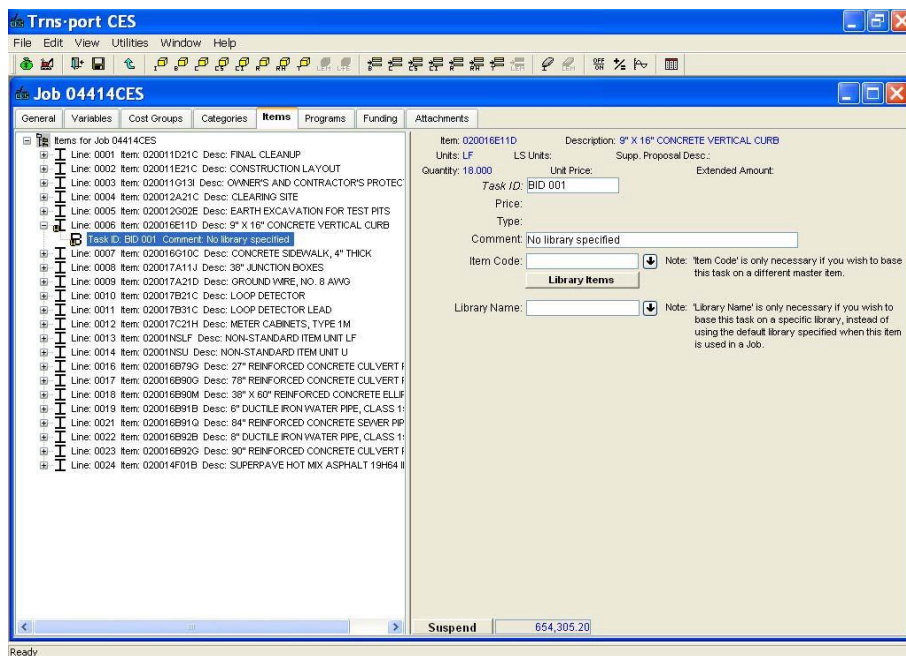 Trns·port CES
File Edit View Utilities Window Help
Job 04414CES
General Variables Cost Groups Categories Items Programs Funding Attachments
Items for Job 04414CES
Line: 0001 Item: 020011D21C Desc: FINAL CLEANUP
Line: 0002 Item: 020011E21C Desc: CONSTRUCTION LAYOUT
Line: 0003 Item: 020011G13I Desc: OWNER'S AND CONTRACTOR'S PROTEC
Line: 0004 Item: 020012A21C Desc: CLEARING SITE
Line: 0005 Item: 020012G02E Desc: EARTH EXCAVATION FOR TEST PITS
Line: 0006 Item: 020016E11D Desc: 9" X 16" CONCRETE VERTICAL CURB
Task ID: BID 001 Comment: No library specified
Line: 0007 Item: 020016G10C Desc: CONCRETE SIDEWALK, 4" THICK
Line: 0008 Item: 020017A11J Desc: 38" JUNCTION BOXES
Line: 0009 Item: 020017A21D Desc: GROUND WIRE, NO. 8 AWG
Line: 0010 Item: 020017B21C Desc: LOOP DETECTOR
Line: 0011 Item: 020017B31C Desc: LOOP DETECTOR LEAD
Line: 0012 Item: 020017C21H Desc: METER CABINETS, TYPE 1M
Line: 0013 Item: 02001NSLF Desc: NON-STANDARD ITEM UNIT LF
Line: 0014 Item: 02001NSU Desc: NON-STANDARD ITEM UNIT U
Line: 0016 Item: 020016B79G Desc: 27" REINFORCED CONCRETE CULVERT
Line: 0017 Item: 020016B90G Desc: 78" REINFORCED CONCRETE CULVERT
Line: 0018 Item: 020016B90M Desc: 38" X 60" REINFORCED CONCRETE ELLIF
Line: 0019 Item: 020016B91B Desc: 6" DUCTILE IRON WATER PIPE, CLASS
Line: 0021 Item: 020016B91Q Desc: 84" REINFORCED CONCRETE SEWER PIP
Line: 0022 Item: 020016B92B Desc: 8" DUCTILE IRON WATER PIPE, CLASS
Line: 0023 Item: 020016B92G Desc: 90" REINFORCED CONCRETE CULVERT
Line: 0024 Item: 020014F01B Desc: SUPERPAVE HOT MIX ASPHALT 19H64
Item: 020016E11D Description: 9" X 16" CONCRETE VERTICAL CURB
Units: LF LS Units: Supp. Proposal Desc.:
Quantity: 18.000 Unit Price: Extended Amount:
Task ID: BID 001
Price:
Type:
Comment: No library specified
Item Code: Note: 'Item Code' is only necessary if you wish to base
this task on a different master item.
Library Items
Library Name: Note: 'Library Name' is only necessary if you wish to
base this task on a specific library, instead of
using the default library specified when this item
is used in a Job.
Suspend 654,305.20
Ready